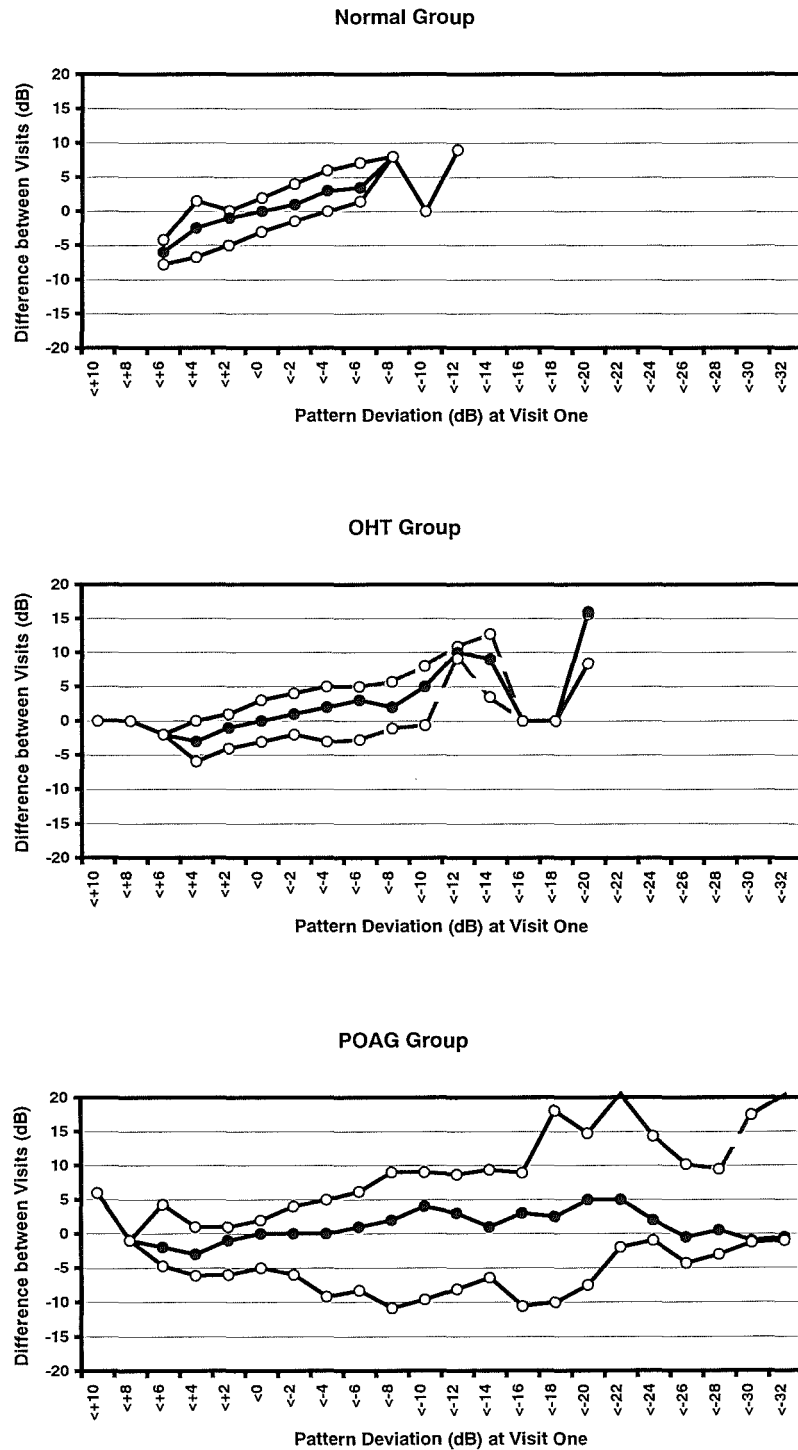 Normal Group
Difference between Visits (dB)
20
15
10
5
0
-5
-10
-15
-20
<+10 <+8 <+6 <+4 <+2 <0 <-2 <-4 <-6 <-8 <-10 <-12 <-14 <-16 <-18 <-20 <-22 <-24 <-26 <-28 <-30 <-32
Pattern Deviation (dB) at Visit One
OHT Group
Difference between Visits (dB)
20
15
10
5
0
-5
-10
-15
-20
<+10 <+8 <+6 <+4 <+2 <0 <-2 <-4 <-6 <-8 <-10 <-12 <-14 <-16 <-18 <-20 <-22 <-24 <-26 <-28 <-30 <-32
Pattern Deviation (dB) at Visit One
POAG Group
Difference between Visits (dB)
20
15
10
5
0
-5
-10
-15
-20
<+10 <+8 <+6 <+4 <+2 <0 <-2 <-4 <-6 <-8 <-10 <-12 <-14 <-16 <-18 <-20 <-22 <-24 <-26 <-28 <-30 <-32
Pattern Deviation (dB) at Visit One